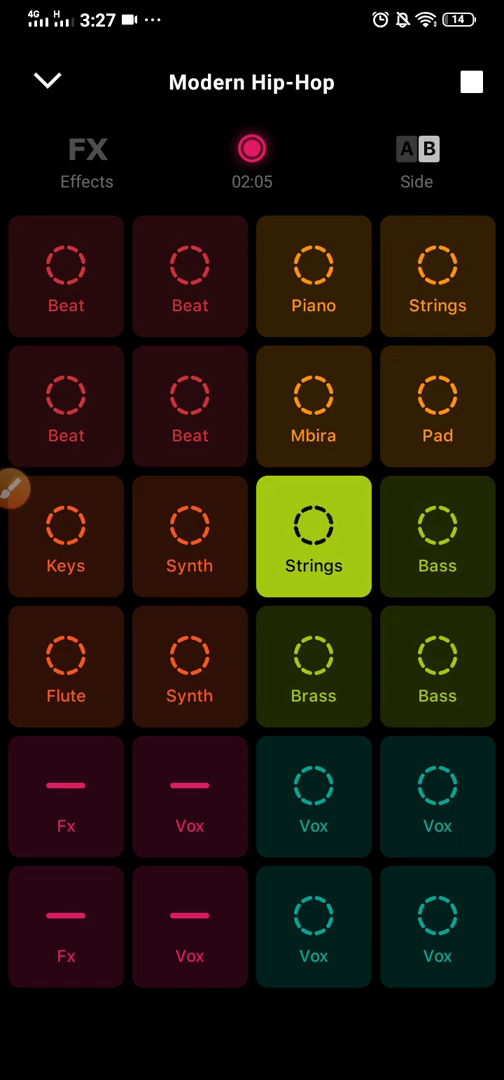 4G H 3:27 ... 14
Modern Hip-Hop
FX A B
Effects 02:05 Side
Beat Beat Piano Strings
Beat Beat Mbira Pad
Keys Synth Strings Bass
Flute Synth Brass Bass
Fx Vox Vox Vox
Fx Vox Vox Vox